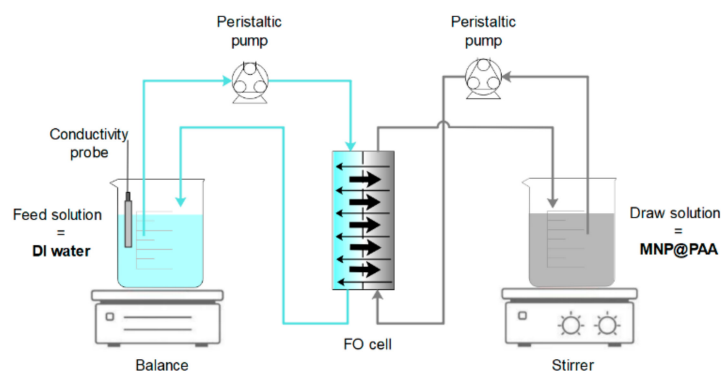 Peristaltic
pump
Peristaltic
pump
Conductivity
probe
Feed solution
=
DI water
Draw solution
=
MNP@PAA
Balance
FO cell
Stirrer